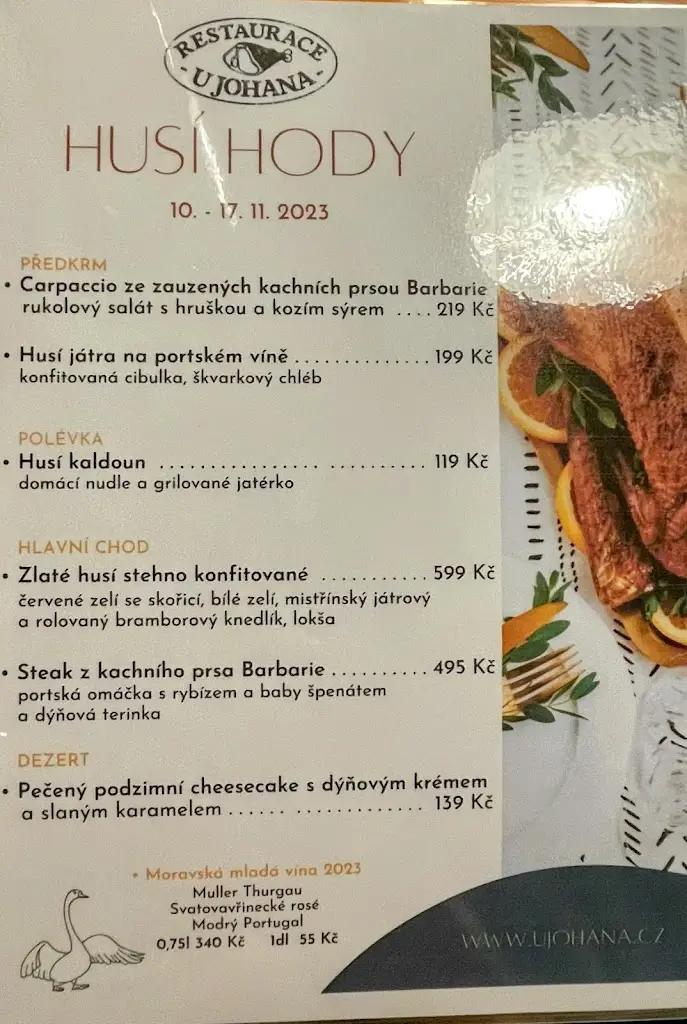 RESTAURACE
- U JOHANA -
HUSÍ HODY
10. - 17. 11. 2023
PŘEDKRM
• Carpaccio ze zauzených kachních prsou Barbarie
rukolový salát s hruškou a kozím sýrem .... 219 Kč
• Husí játra na portském víně .............. 199 Kč
konfitovaná cibulka, škvarkový chléb
POLÉVKA
• Husí kaldoun .......................... 119 Kč
domácí nudle a grilované jatérko
HLAVNÍ CHOD
• Zlaté husí stehno konfitované ........... 599 Kč
červené zelí se skořicí, bílé zelí, mistřínský játrový
a rolovaný bramborový knedlík, lokša
• Steak z kachního prsa Barbarie .......... 495 Kč
portská omáčka s rybízem a baby špenátem
a dýňová terinka
DEZERT
• Pečený podzimní cheesecake s dýňovým krémem
a slaným karamelem ................... 139 Kč
• Moravská mladá vína 2023
Muller Thurgau
Svatovavřinecké rosé
Modrý Portugal
0,75l 340 Kč 1dl 55 Kč
WWW.UJOHANA.CZ